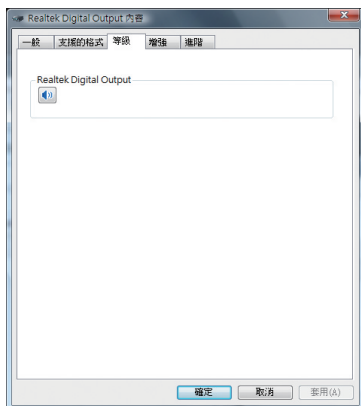 Realtek Digital Output 內容
一般 支援的格式 等級 增強 進階
Realtek Digital Output
確定 取消 套用(A)